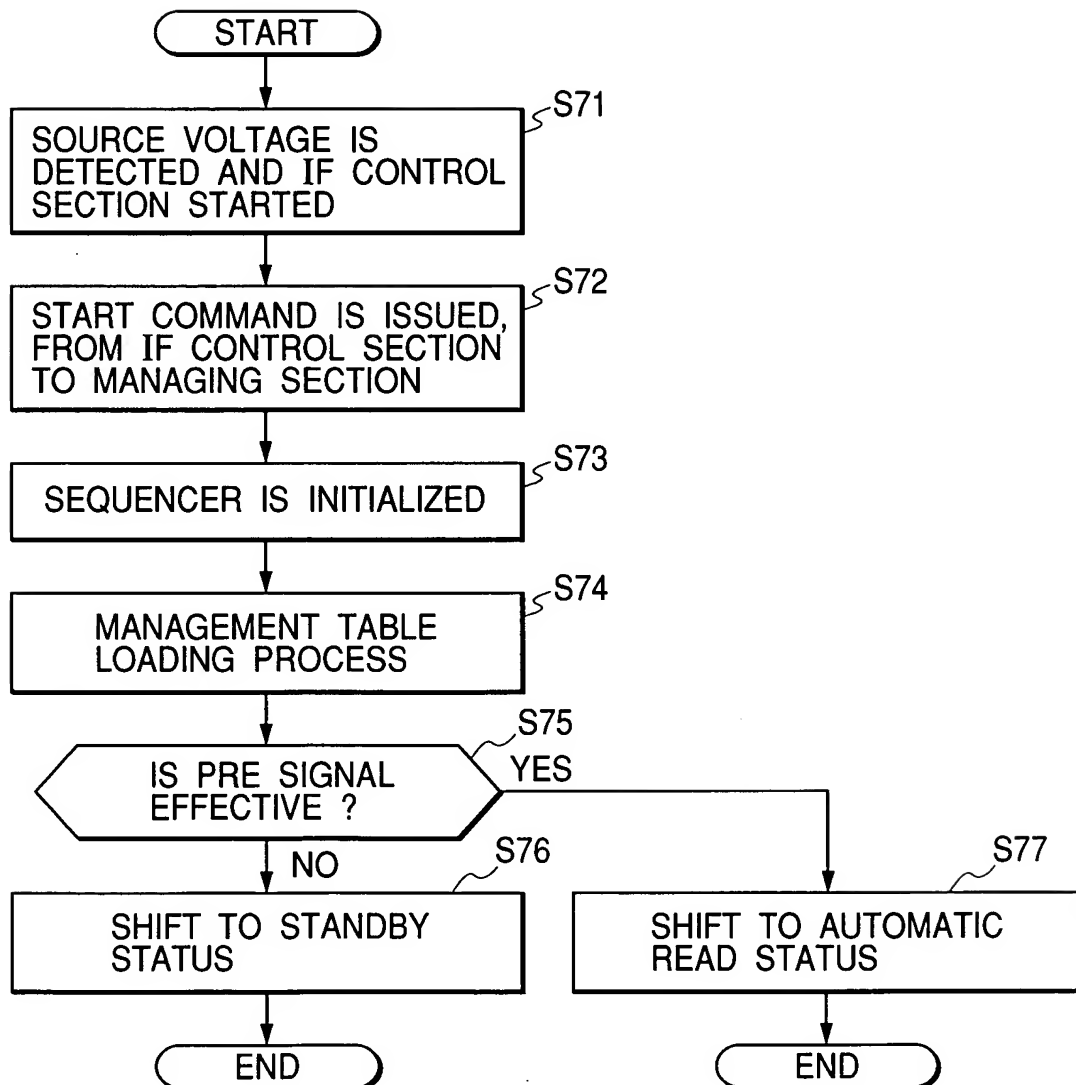 START
S71
SOURCE VOLTAGE IS
DETECTED AND IF CONTROL
SECTION STARTED
S72
START COMMAND IS ISSUED,
FROM IF CONTROL SECTION
TO MANAGING SECTION
S73
SEQUENCER IS INITIALIZED
S74
MANAGEMENT TABLE
LOADING PROCESS
S75
IS PRE SIGNAL
EFFECTIVE ?
YES
NO
S76
SHIFT TO STANDBY
STATUS
END
S77
SHIFT TO AUTOMATIC
READ STATUS
END